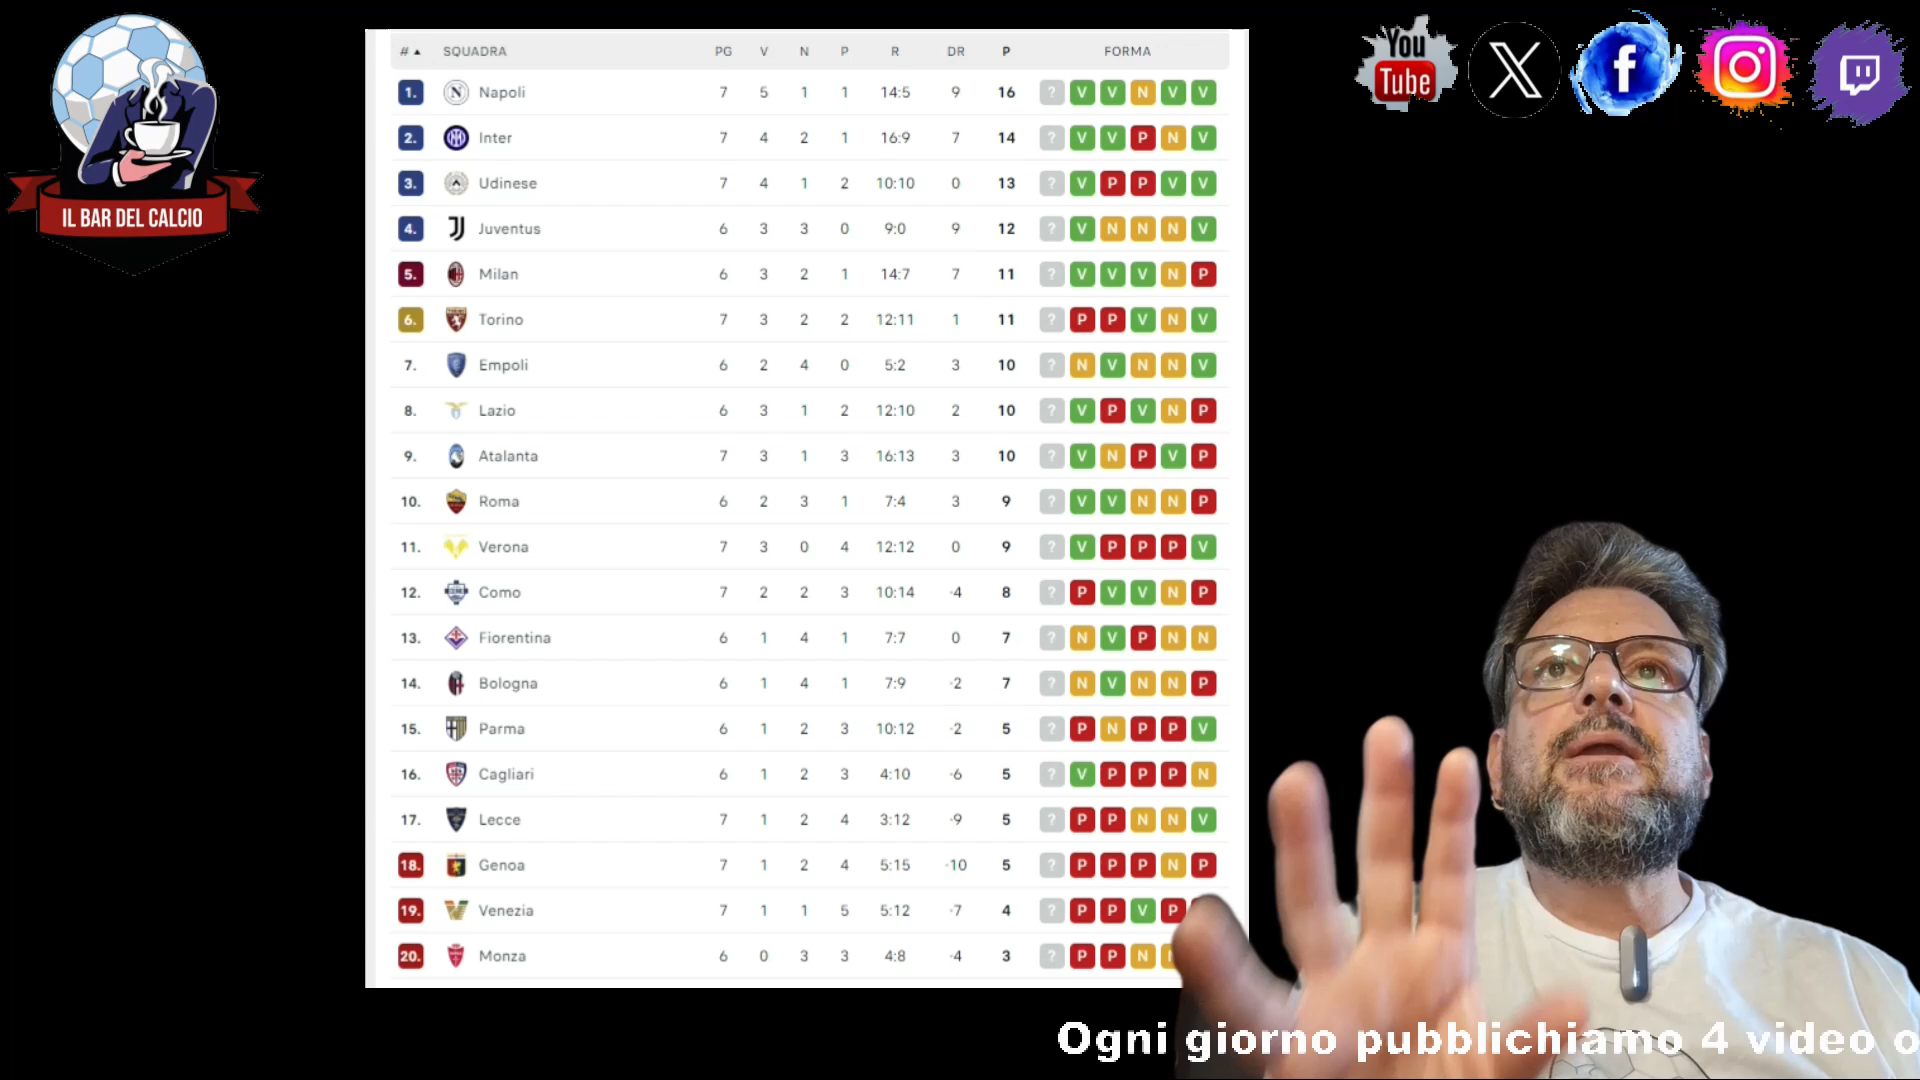 IL BAR DEL CALCIO
You
Tube
# SQUADRA PG V N P R DR P FORMA
1. Napoli 7 5 1 1 14:5 9 16 ? V V N V V
2. Inter 7 4 2 1 16:9 7 14 ? V V P N V
3. Udinese 7 4 1 2 10:10 0 13 ? V P P V V
4. Juventus 6 3 3 0 9:0 9 12 ? V N N N V
5. Milan 6 3 2 1 14:7 7 11 ? V V V N P
6. Torino 7 3 2 2 12:11 1 11 ? P P V N V
7. Empoli 6 2 4 0 5:2 3 10 ? N V N N V
8. Lazio 6 3 1 2 12:10 2 10 ? V P V N P
9. Atalanta 7 3 1 3 16:13 3 10 ? V N P V P
10. Roma 6 2 3 1 7:4 3 9 ? V V N N P
11. Verona 7 3 0 4 12:12 0 9 ? V P P P V
12. Como 7 2 2 3 10:14 -4 8 ? P V V N P
13. Fiorentina 6 1 4 1 7:7 0 7 ? N V P N N
14. Bologna 6 1 4 1 7:9 -2 7 ? N V N N P
15. Parma 6 1 2 3 10:12 -2 5 ? P N P P V
16. Cagliari 6 1 2 3 4:10 -6 5 ? V P P P N
17. Lecce 7 1 2 4 3:12 -9 5 ? P P N N V
18. Genoa 7 1 2 4 5:15 -10 5 ? P P P N P
19. Venezia 7 1 1 5 5:12 -7 4 ? P P V P
20. Monza 6 0 3 3 4:8 -4 3 ? P P N
Ogni giorno pubblichiamo 4 video o